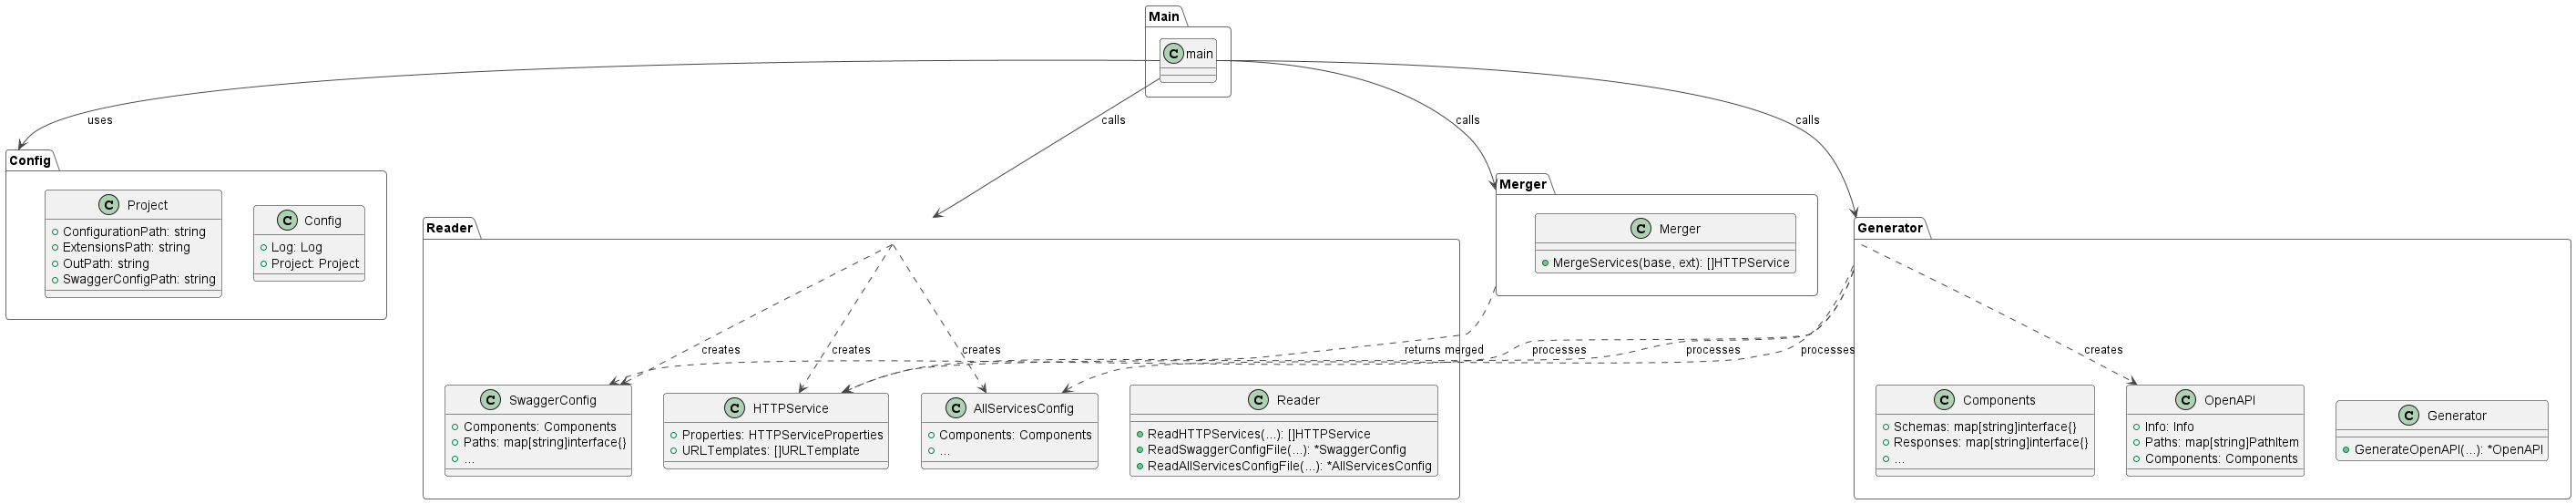 Main
C main
uses
calls
calls
calls
Config
C Project
ConfigurationPath: string
ExtensionsPath: string
OutPath: string
SwaggerConfigPath: string
C Config
Log: Log
Project: Project
Reader
creates
creates
creates
returns merged
processes
processes
processes
C SwaggerConfig
Components: Components
Paths: map[string]interface{}
...
C HTTPService
Properties: HTTPServiceProperties
URLTemplates: []URLTemplate
C AllServicesConfig
Components: Components
...
C Reader
ReadHTTPServices(...): []HTTPService
ReadSwaggerConfigFile(...): *SwaggerConfig
ReadAllServicesConfigFile(...): *AllServicesConfig
Merger
C Merger
MergeServices(base, ext): []HTTPService
Generator
creates
C Components
Schemas: map[string]interface{}
Responses: map[string]interface{}
...
C OpenAPI
Info: Info
Paths: map[string]PathItem
Components: Components
C Generator
GenerateOpenAPI(...): *OpenAPI